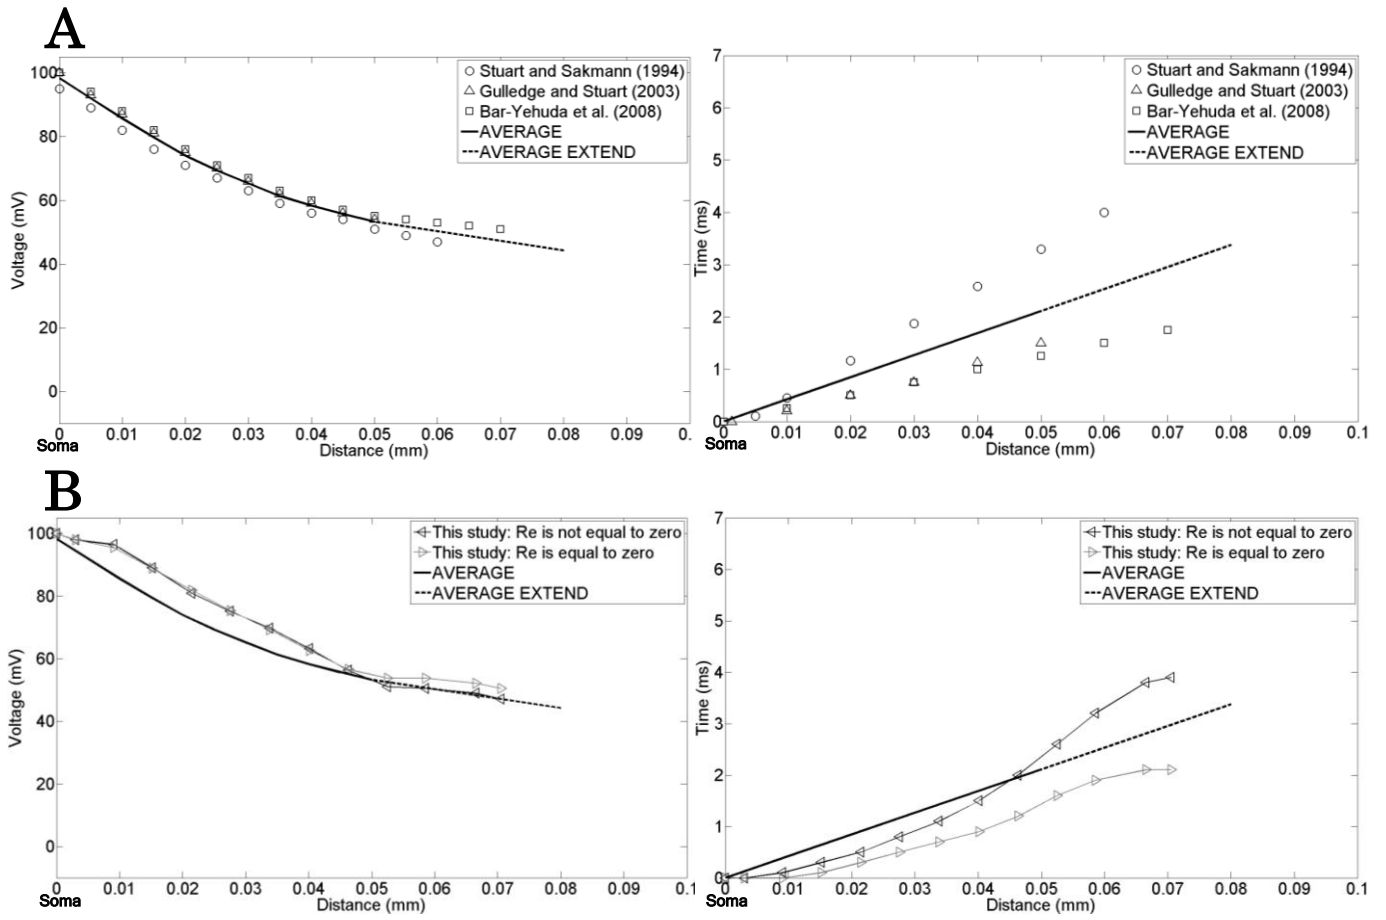 A
100
80
60
40
20
0
Voltage (mV)
Stuart and Sakmann (1994)
Gulledge and Stuart (2003)
Bar-Yehuda et al. (2008)
AVERAGE
AVERAGE EXTEND
0 0.01 0.02 0.03 0.04 0.05 0.06 0.07 0.08 0.09 0.
Soma
Distance (mm)
7
6
5
4
3
2
1
0
Time (ms)
Stuart and Sakmann (1994)
Gulledge and Stuart (2003)
Bar-Yehuda et al. (2008)
AVERAGE
AVERAGE EXTEND
0 0.01 0.02 0.03 0.04 0.05 0.06 0.07 0.08 0.09 0.1
Soma
Distance (mm)
B
100
80
60
40
20
0
Voltage (mV)
This study: Re is not equal to zero
This study: Re is equal to zero
AVERAGE
AVERAGE EXTEND
0 0.01 0.02 0.03 0.04 0.05 0.06 0.07 0.08 0.09 0.1
Soma
Distance (mm)
7
6
5
4
3
2
1
0
Time (ms)
This study: Re is not equal to zero
This study: Re is equal to zero
AVERAGE
AVERAGE EXTEND
0 0.01 0.02 0.03 0.04 0.05 0.06 0.07 0.08 0.09 0.1
Soma
Distance (mm)